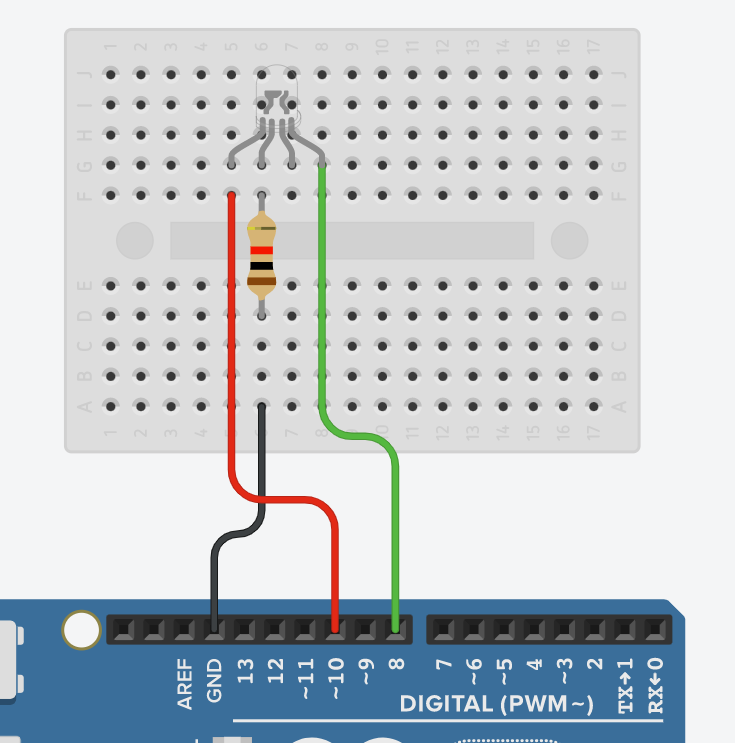 1 2 3 4 5 6 7 8 9 10 11 12 13 14 15 16 17
J J
I I
H H
G G
F F
E E
D D
C C
B B
A A
1 2 3 4 5 6 7 8 9 10 11 12 13 14 15 16 17
AREF GND 13 12 ~11 ~10 ~9 8 7 ~6 ~5 4 ~3 2 TX→1 RX←0
DIGITAL (PWM~)